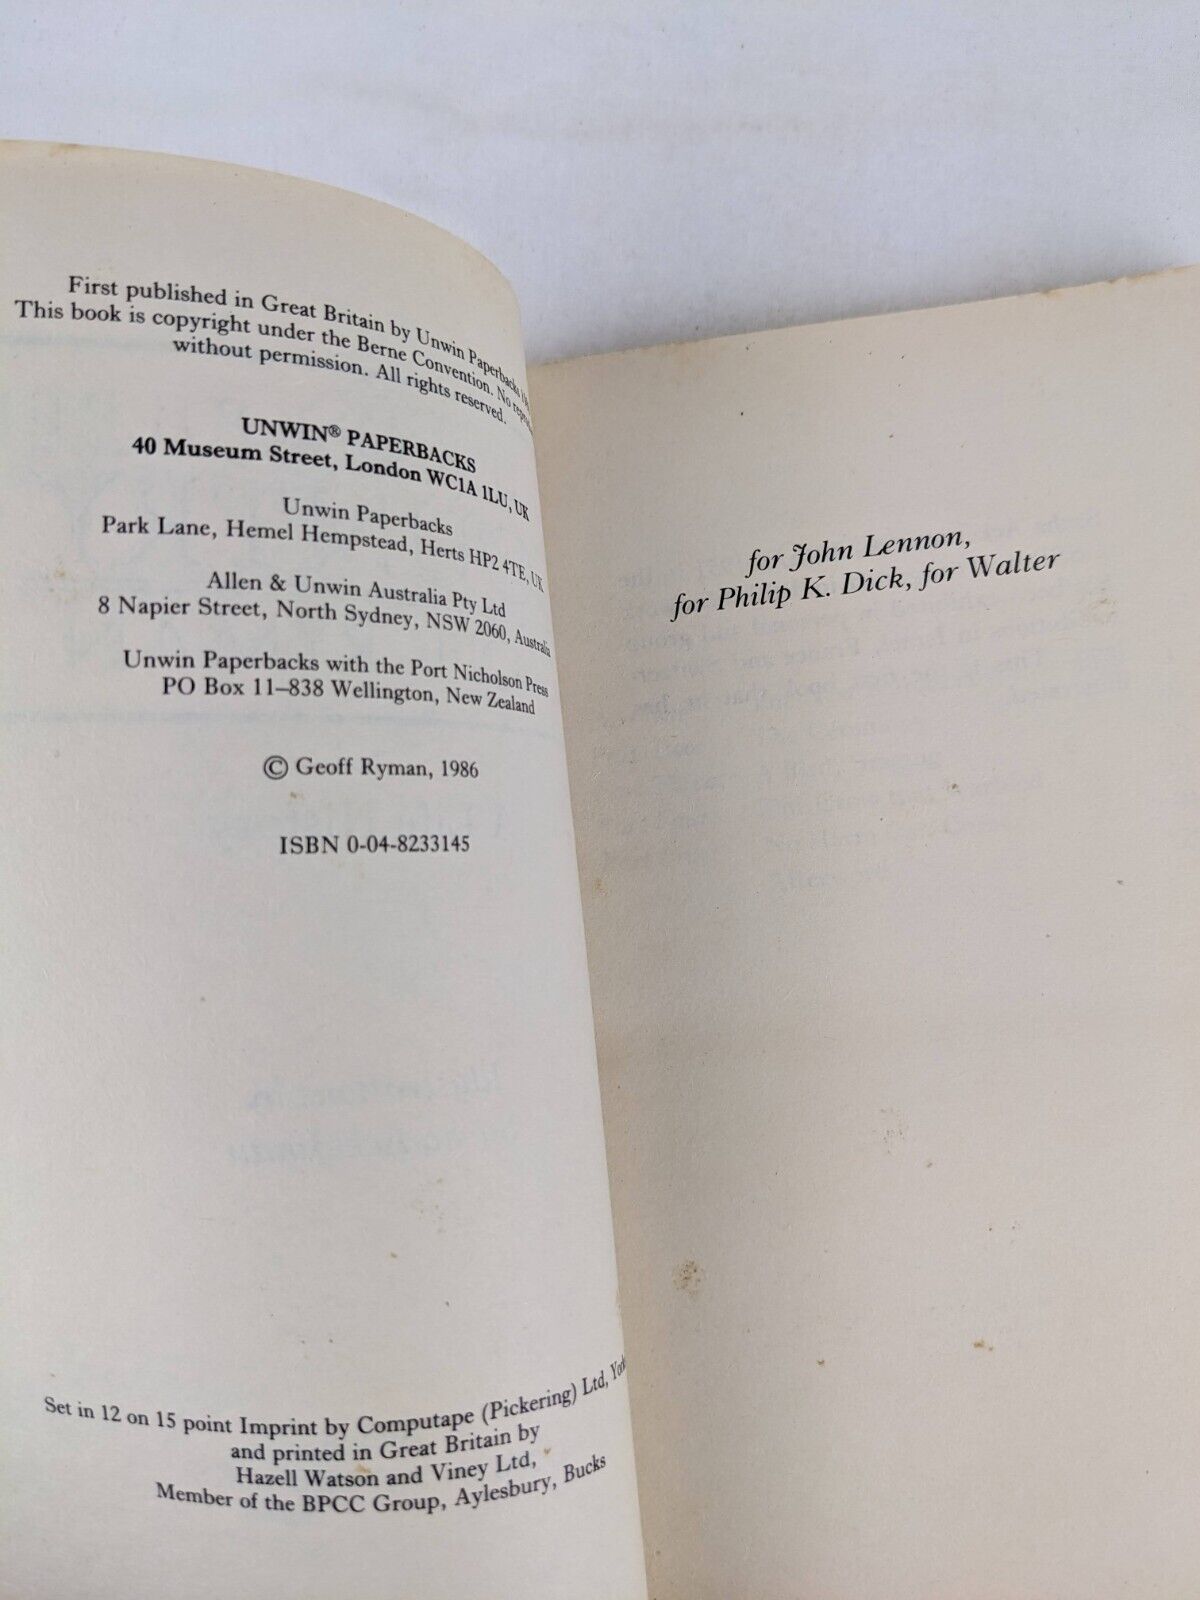 First published in Great Britain by Unwin Paperbacks
This book is copyright under the Berne Convention. No
without permission. All rights reserved.
UNWIN® PAPERBACKS
40 Museum Street, London WC1A 1LU, UK
Unwin Paperbacks
Park Lane, Hemel Hempstead, Herts HP2 4TE, UK
Allen & Unwin Australia Pty Ltd
8 Napier Street, North Sydney, NSW 2060, Australia
Unwin Paperbacks with the Port Nicholson Press
PO Box 11–838 Wellington, New Zealand
© Geoff Ryman, 1986
ISBN 0-04-8233145
Set in 12 on 15 point Imprint by Computape (Pickering) Ltd,
and printed in Great Britain by
Hazell Watson and Viney Ltd,
Member of the BPCC Group, Aylesbury, Bucks
for John Lennon,
for Philip K. Dick, for Walter